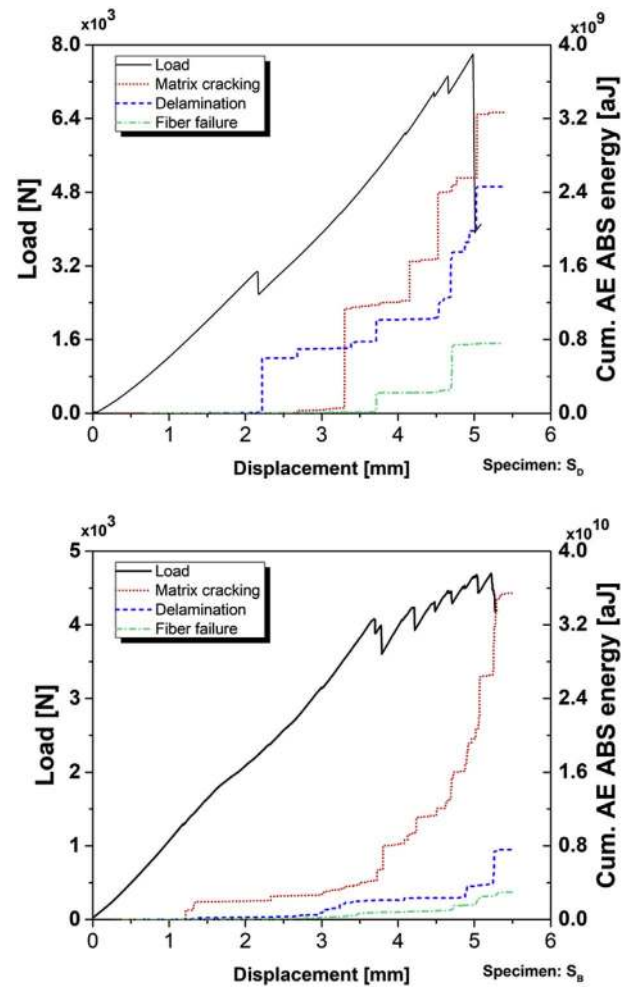 x10³
x10⁹
8.0
4.0
Load
Matrix cracking
Delamination
Fiber failure
6.4
3.2
4.8
2.4
3.2
1.6
1.6
0.8
0.0
0.0
Load [N]
Cum. AE ABS energy [aJ]
0 1 2 3 4 5 6
Displacement [mm]
Specimen: S_D
x10³
x10¹⁰
5
4.0
Load
Matrix cracking
Delamination
Fiber failure
4
3.2
3
2.4
2
1.6
1
0.8
0
0.0
Load [N]
Cum. AE ABS energy [aJ]
0 1 2 3 4 5 6
Displacement [mm]
Specimen: S_B